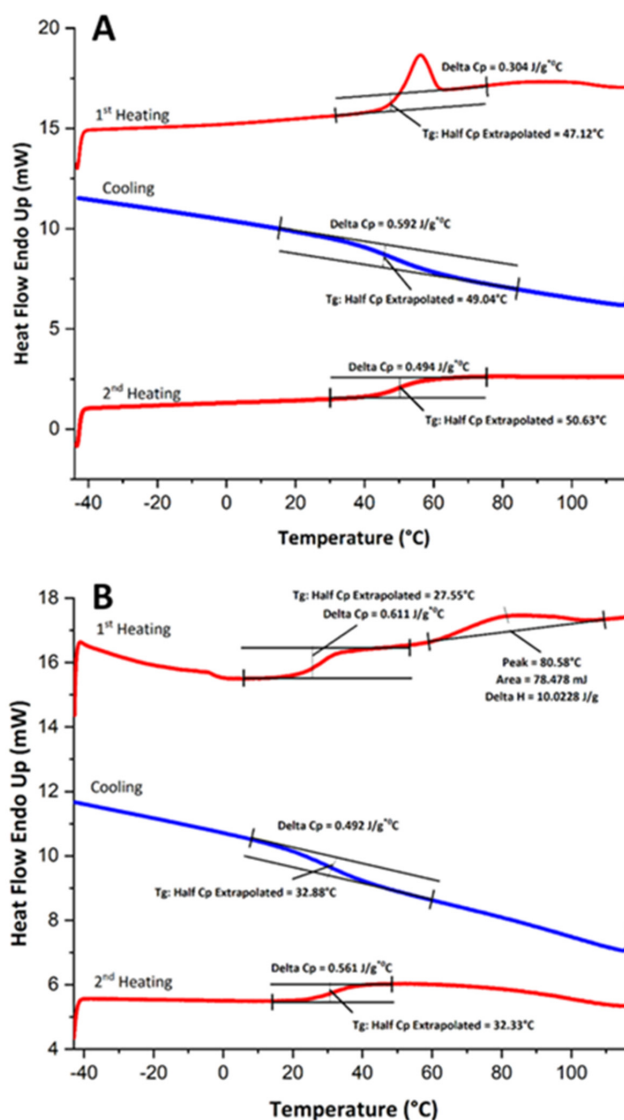 A
Delta Cp = 0.304 J/g*°C
1st Heating
Tg: Half Cp Extrapolated = 47.12°C
Cooling
Delta Cp = 0.592 J/g*°C
Tg: Half Cp Extrapolated = 49.04°C
Delta Cp = 0.494 J/g*°C
2nd Heating
Tg: Half Cp Extrapolated = 50.63°C
Heat Flow Endo Up (mW)
25
20
15
10
5
0
-40 -20 0 20 40 60 80 100
Temperature (°C)
B
Tg: Half Cp Extrapolated = 27.55°C
1st Heating
Delta Cp = 0.611 J/g*°C
Peak = 80.58°C
Area = 78.478 mJ
Delta H = 10.0228 J/g
Cooling
Delta Cp = 0.492 J/g*°C
Tg: Half Cp Extrapolated = 32.88°C
Delta Cp = 0.561 J/g*°C
2nd Heating
Tg: Half Cp Extrapolated = 32.33°C
Heat Flow Endo Up (mW)
18
16
14
12
10
8
6
4
-40 -20 0 20 40 60 80 100
Temperature (°C)